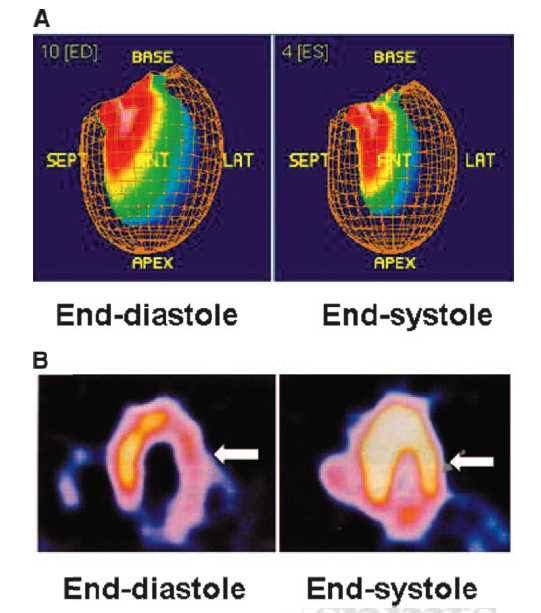 A
10 [ED]
BASE
SEPT
ANT
LAT
APEX
4 [ES]
BASE
SEPT
ANT
LAT
APEX
End-diastole
End-systole
B
End-diastole
End-systole